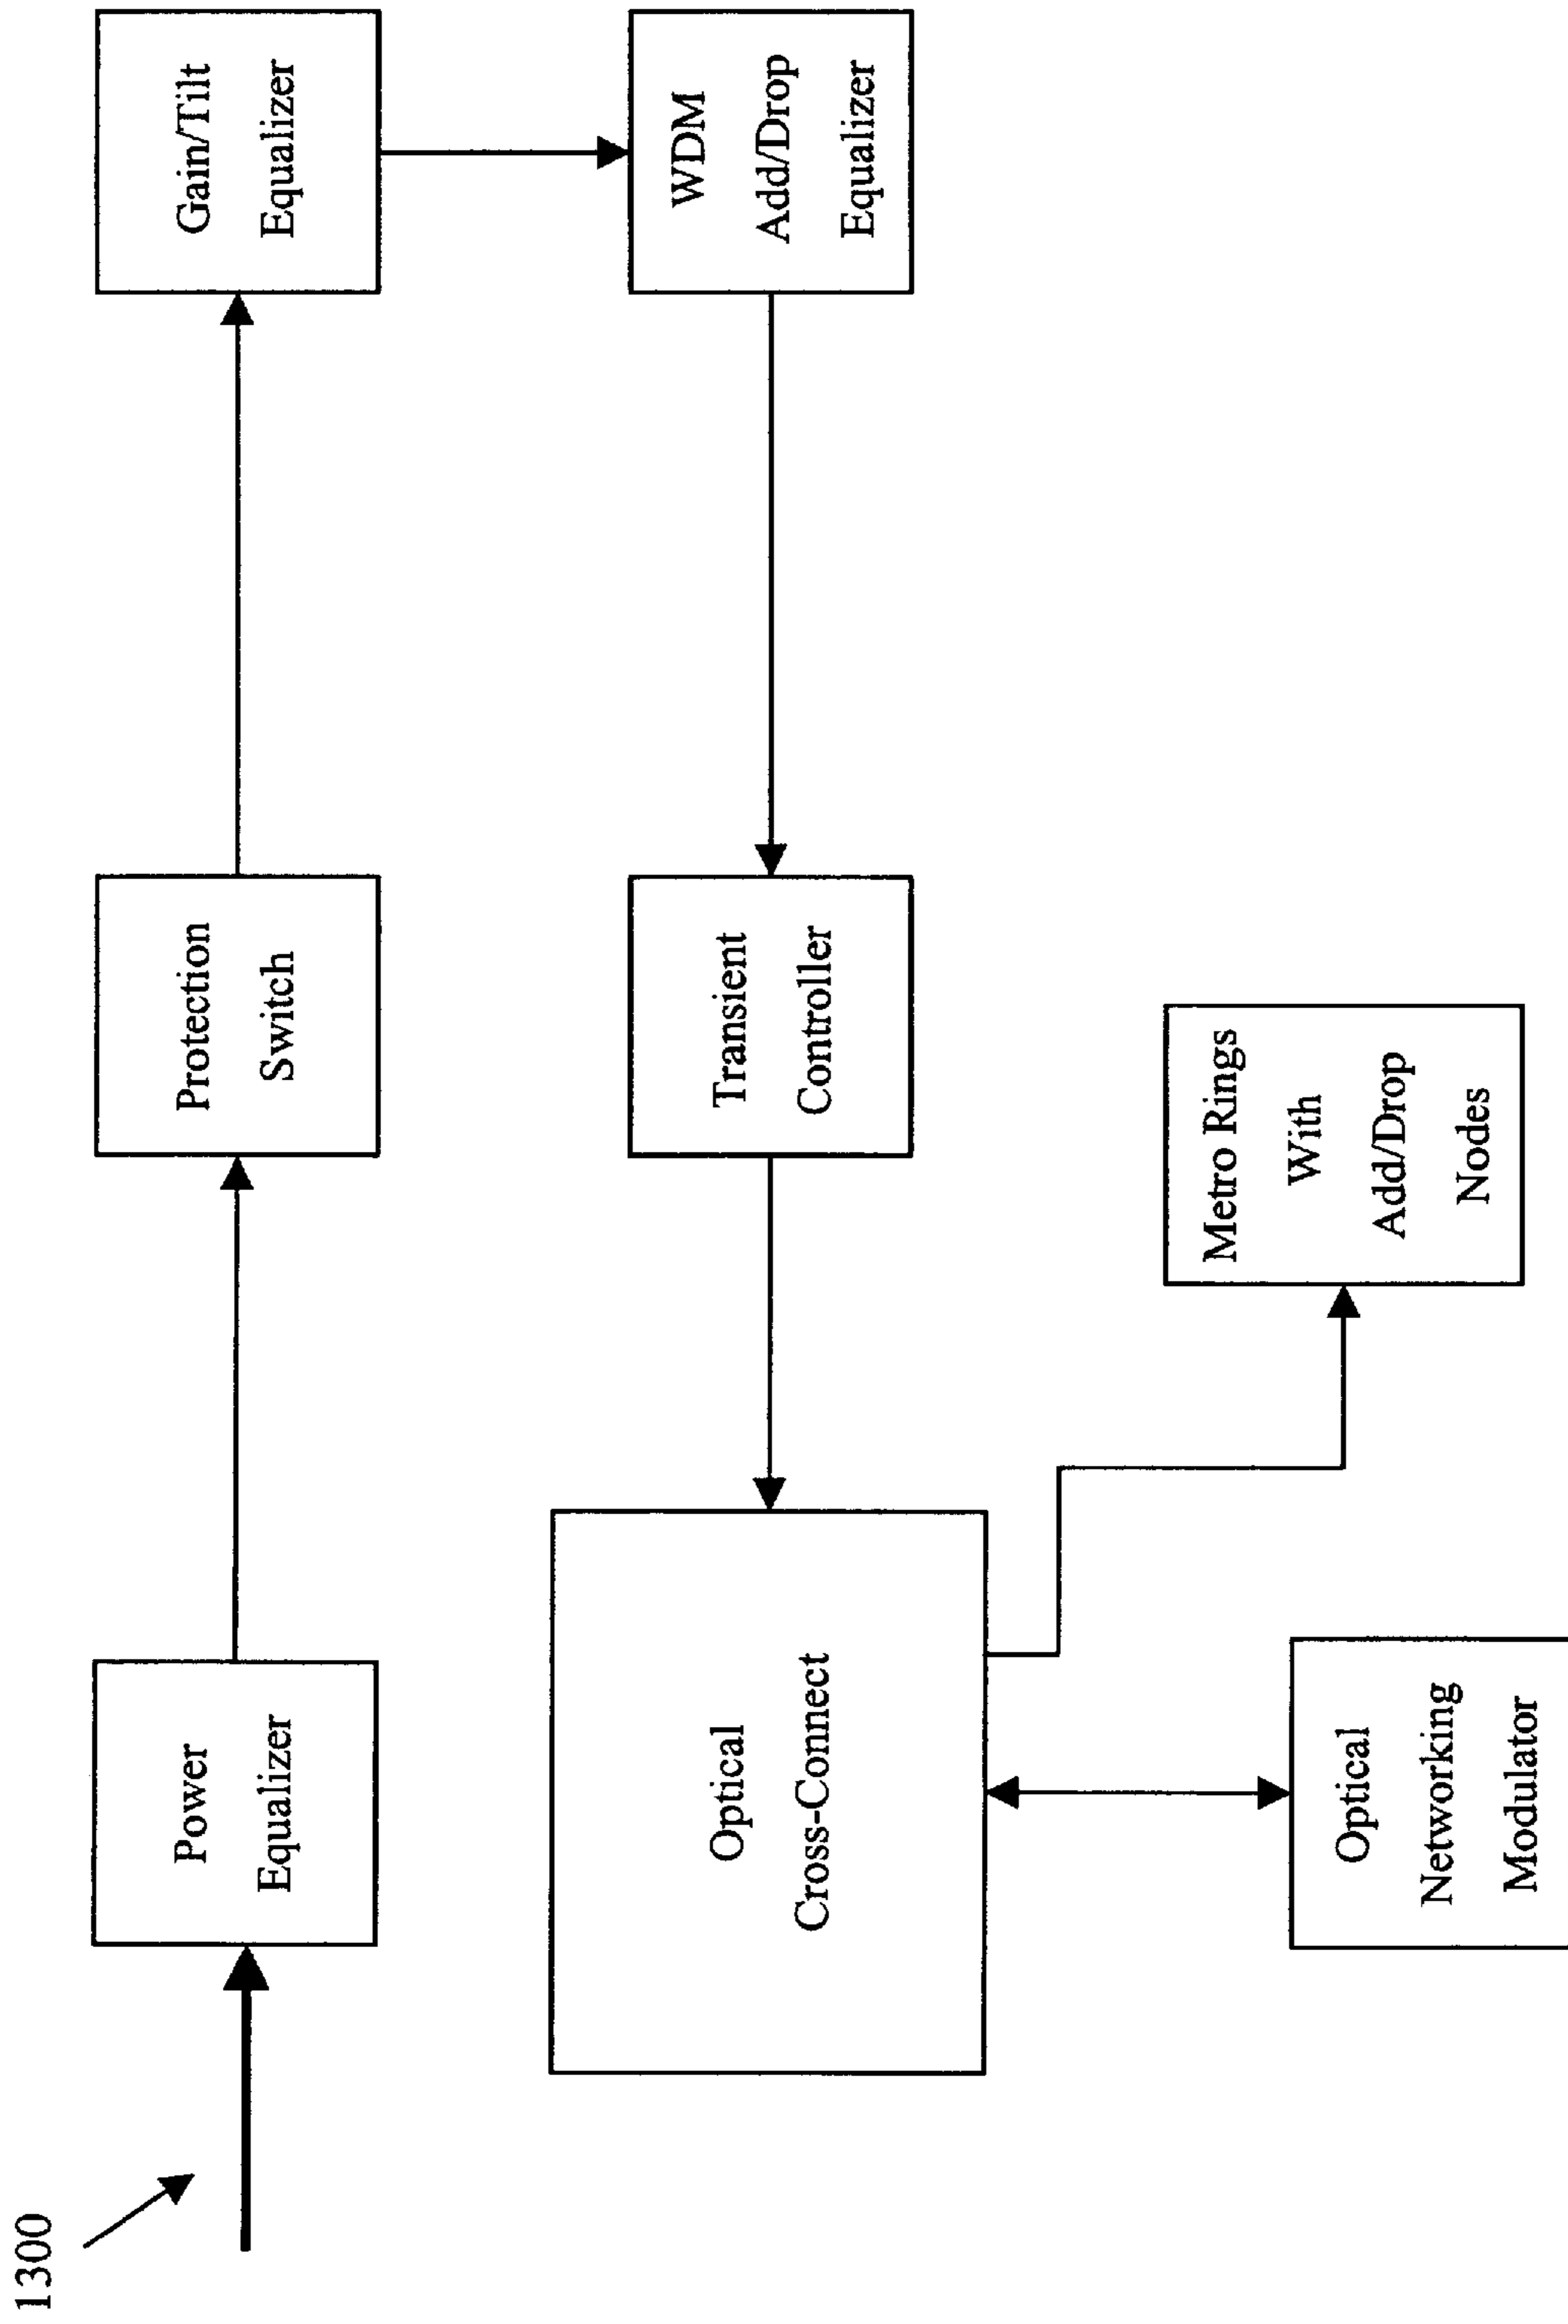 1300
Power
Equalizer
Protection
Switch
Gain/Tilt
Equalizer
Optical
Cross-Connect
Transient
Controller
WDM
Add/Drop
Equalizer
Optical
Networking
Modulator
Metro Rings
With
Add/Drop
Nodes